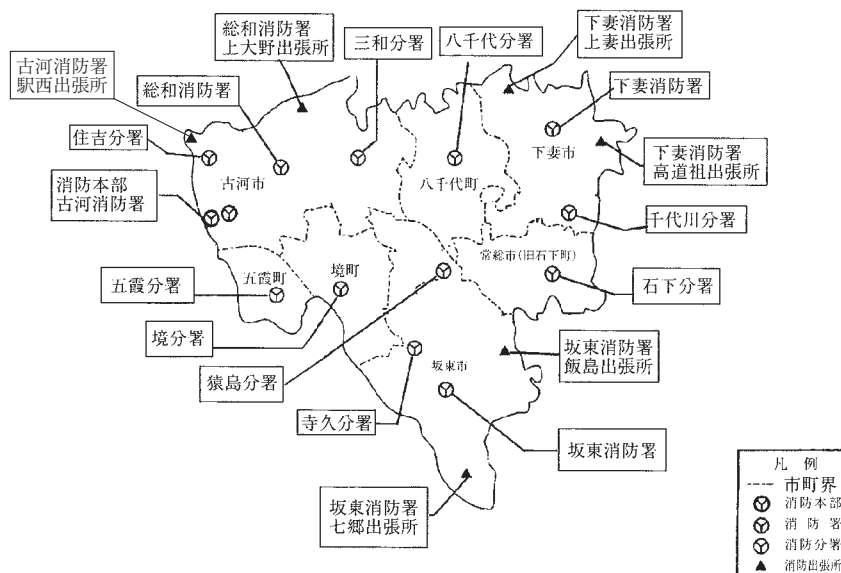 総和消防署
上大野出張所
三和分署
八千代分署
下妻消防署
上妻出張所
古河消防署
駅西出張所
総和消防署
下妻消防署
住吉分署
下妻市
下妻消防署
高道祖出張所
消防本部
古河消防署
古河市
八千代町
千代川分署
常総市(旧石下町)
五霞分署
五霞町
境町
石下分署
境分署
猿島分署
坂東市
坂東消防署
飯島出張所
寺久分署
坂東消防署
坂東消防署
七郷出張所
凡例
市町界
消防本部
消防署
消防分署
消防出張所